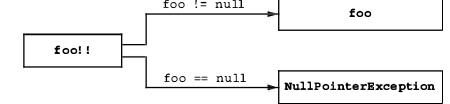 foo != null
foo
foo!!
foo == null
NullPointerException